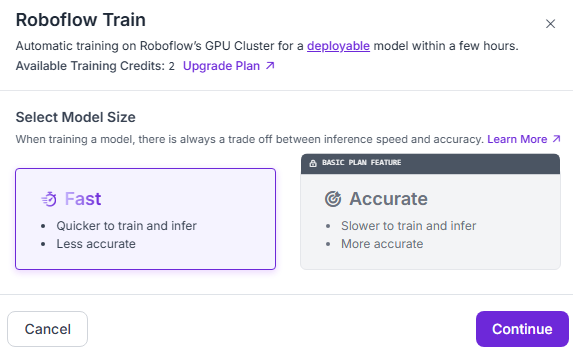 Roboflow Train
Automatic training on Roboflow's GPU Cluster for a deployable model within a few hours.
Available Training Credits: 2 Upgrade Plan ↗
Select Model Size
When training a model, there is always a trade off between inference speed and accuracy. Learn More ↗
BASIC PLAN FEATURE
Fast
• Quicker to train and infer
• Less accurate
Accurate
• Slower to train and infer
• More accurate
Cancel
Continue